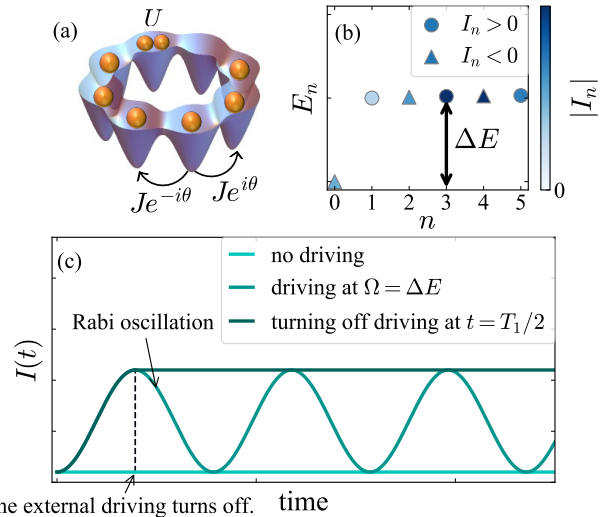 (a)
U
Je^{-iθ}
Je^{iθ}
(b)
I_n > 0
I_n < 0
E_n
ΔE
0 1 2 3 4 5
n
|I_n|
0
(c)
no driving
driving at Ω = ΔE
turning off driving at t = T_1/2
Rabi oscillation
I(t)
external driving turns off.
time